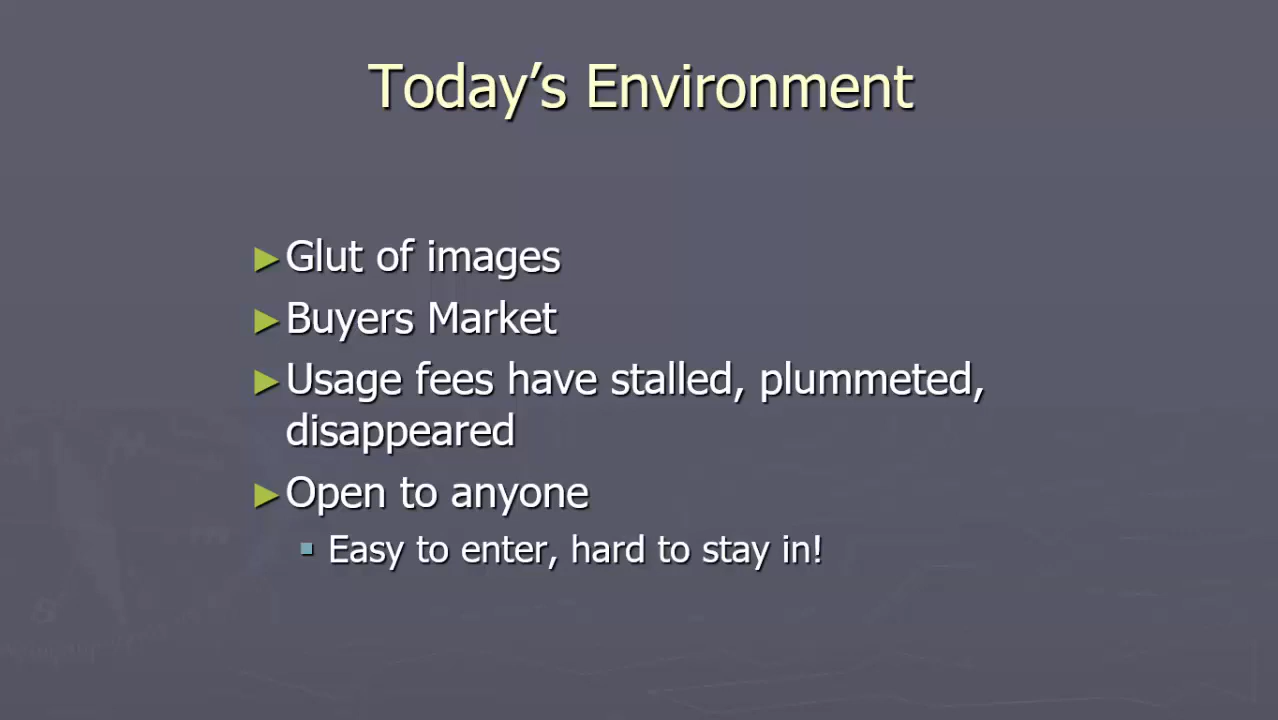 Today’s Environment
►Glut of images
►Buyers Market
►Usage fees have stalled, plummeted,
disappeared
►Open to anyone
▪ Easy to enter, hard to stay in!